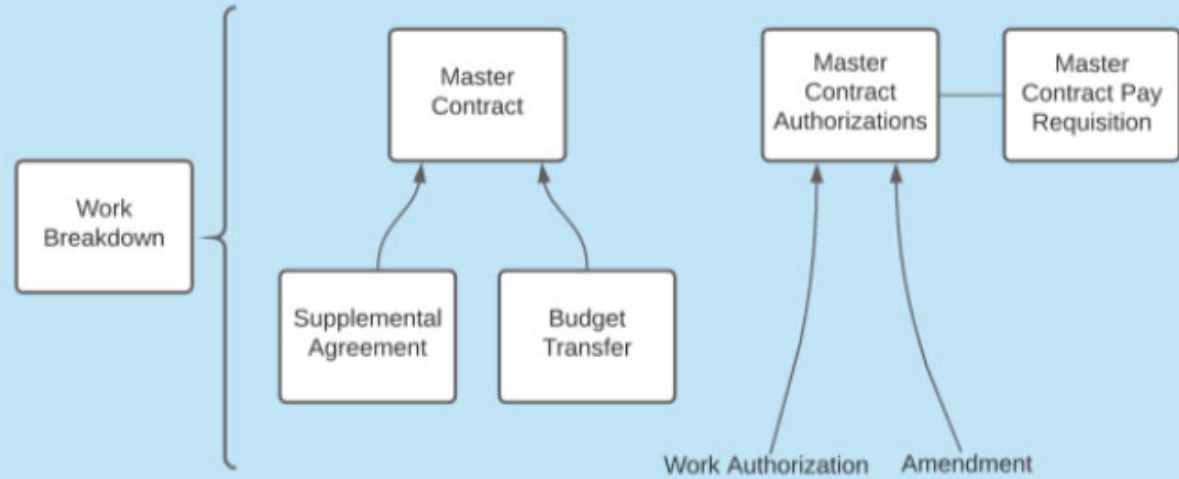 Master
Contract
Master
Contract
Authorizations
Master
Contract Pay
Requisition
Work
Breakdown
Supplemental
Agreement
Budget
Transfer
Work Authorization
Amendment